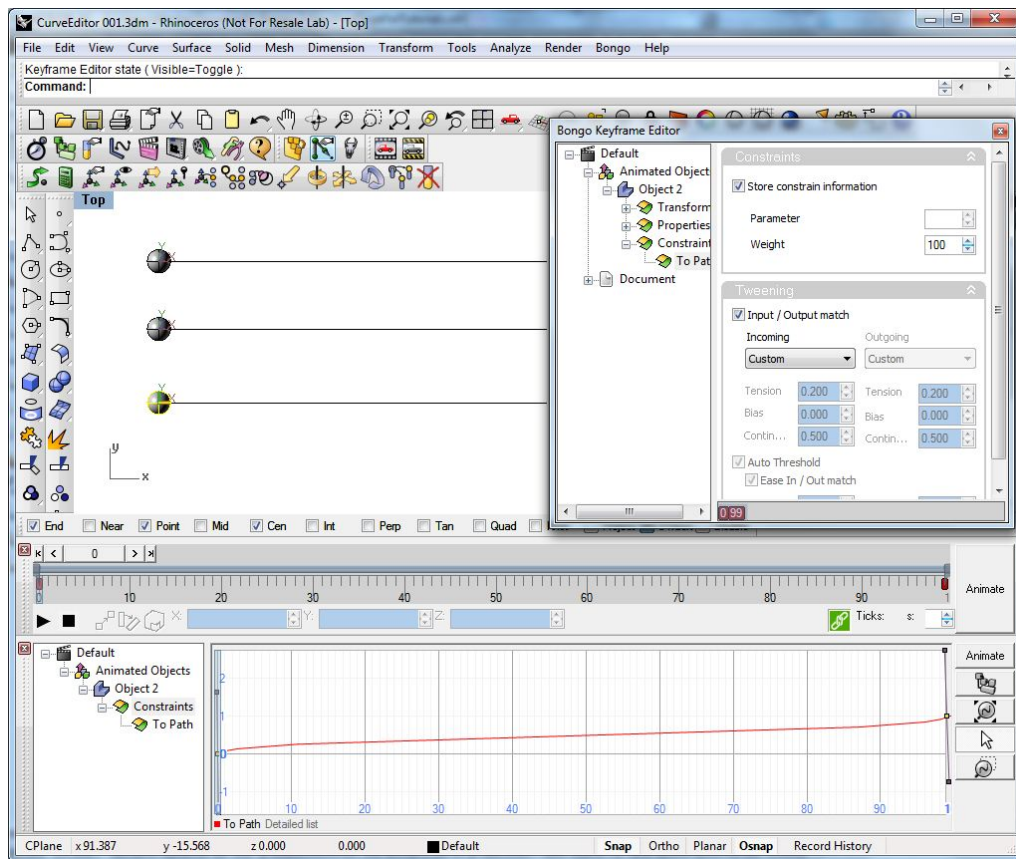 CurveEditor 001.3dm - Rhinoceros (Not For Resale Lab) - [Top]
File Edit View Curve Surface Solid Mesh Dimension Transform Tools Analyze Render Bongo Help
Keyframe Editor state ( Visible=Toggle ):
Command:
Bongo Keyframe Editor
Default
Animated Object
Object 2
Transform
Properties
Constraint
To Pat
Document
Constraints
Store constrain information
Parameter
Weight 100
Tweening
Input / Output match
Incoming Outgoing
Custom Custom
Tension 0.200 Tension 0.200
Bias 0.000 Bias 0.000
Contin... 0.500 Contin... 0.500
Auto Threshold
Ease In / Out match
0 99
Top
Y
X
Y
X
Y
X
y
x
End Near Point Mid Cen Int Perp Tan Quad
0
0 10 20 30 40 50 60 70 80 90 1
Animate
X: Y: Z: Ticks: s:
Default
Animated Objects
Object 2
Constraints
To Path
2
1
0
-1
0 10 20 30 40 50 60 70 80 90 1
To Path Detailed list
Animate
CPlane x 91.387 y -15.568 z 0.000 0.000 Default Snap Ortho Planar Osnap Record History